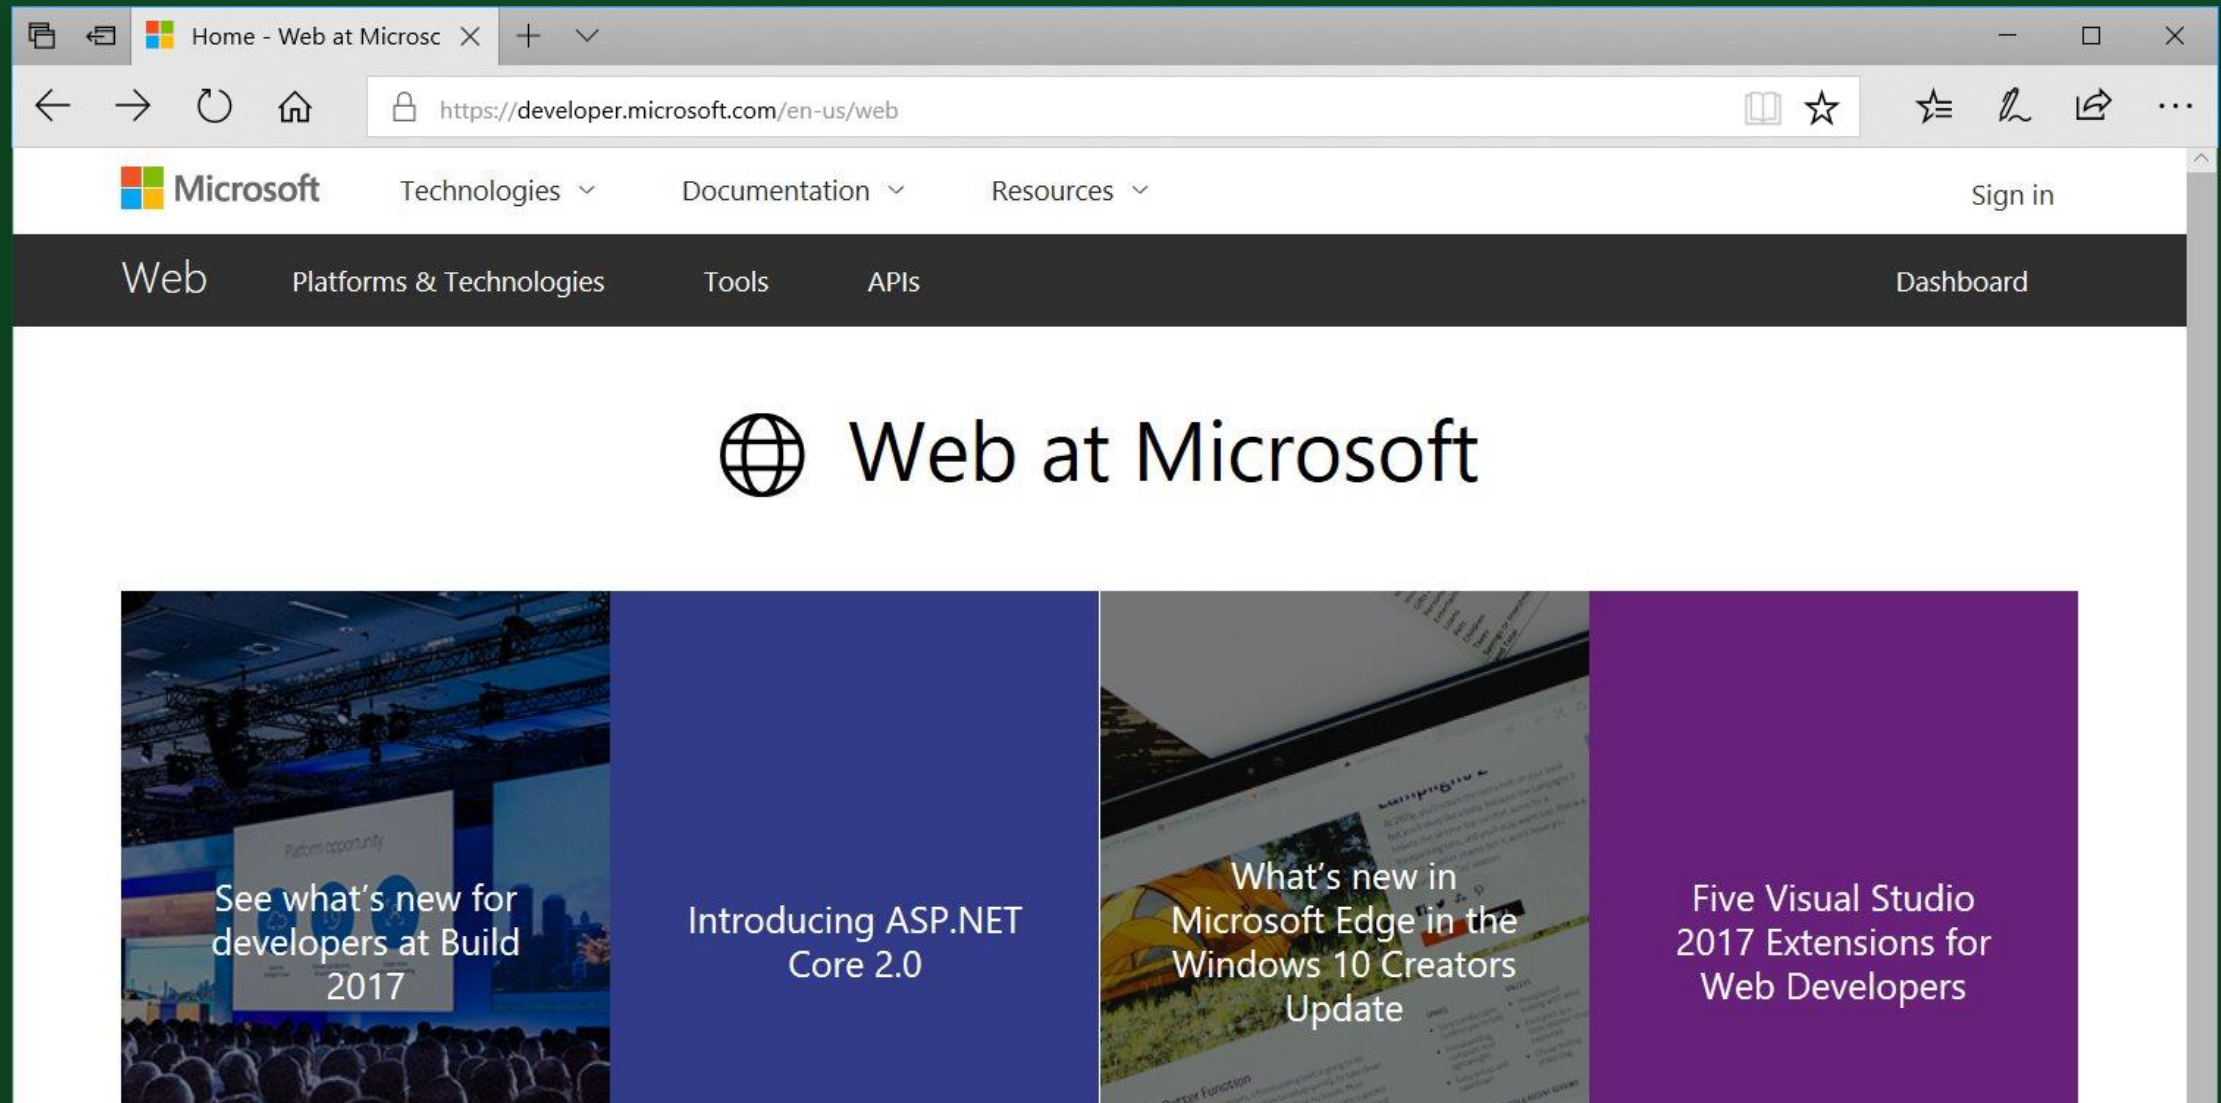 Home - Web at Microsc
https://developer.microsoft.com/en-us/web
Microsoft Technologies Documentation Resources Sign in
Web Platforms & Technologies Tools APIs Dashboard
Web at Microsoft
Platform opportunity
See what's new for
developers at Build
2017
Introducing ASP.NET
Core 2.0
What's new in
Microsoft Edge in the
Windows 10 Creators
Update
Five Visual Studio
2017 Extensions for
Web Developers